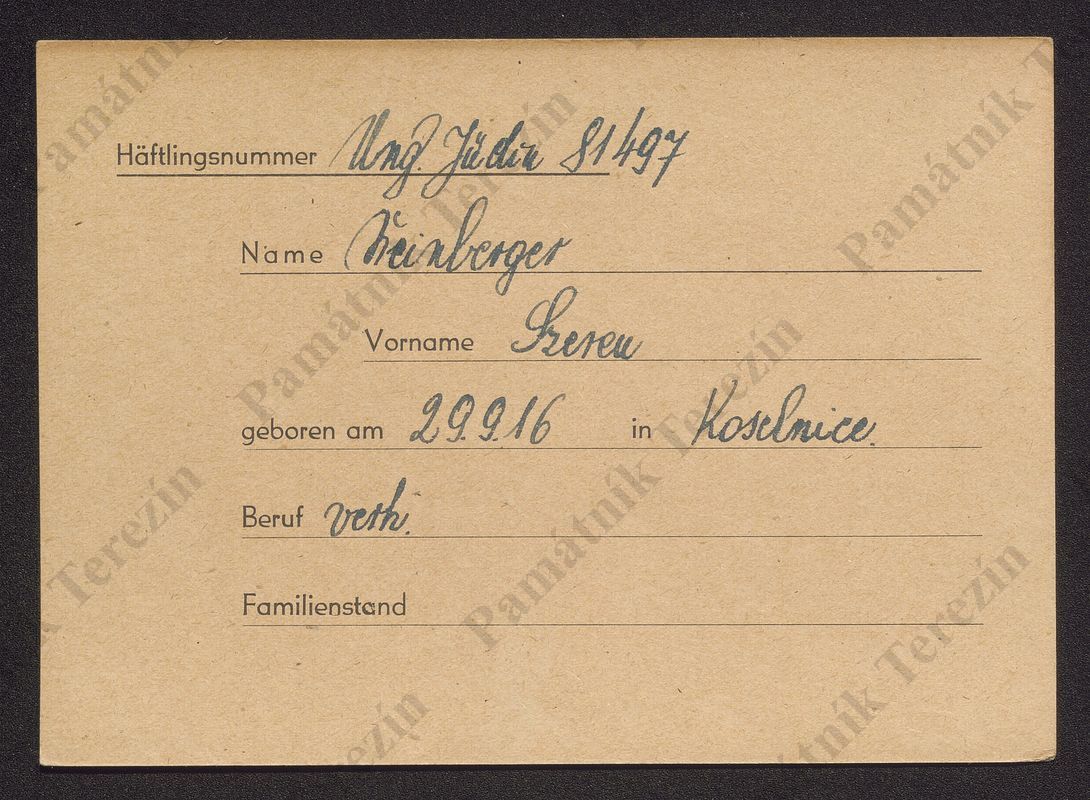 Häftlingsnummer Ung. Jüdin 81497
Name Weinberger
Vorname Szeren
geboren am 29.9.16 in Koselnice.
Beruf verh.
Familienstand
Památník Terezín